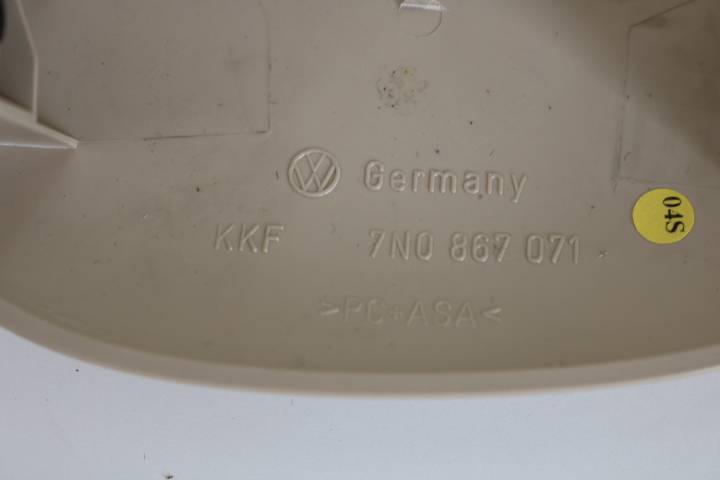 Germany
KKF 7N0 867 071
>PC+ASA<
04S